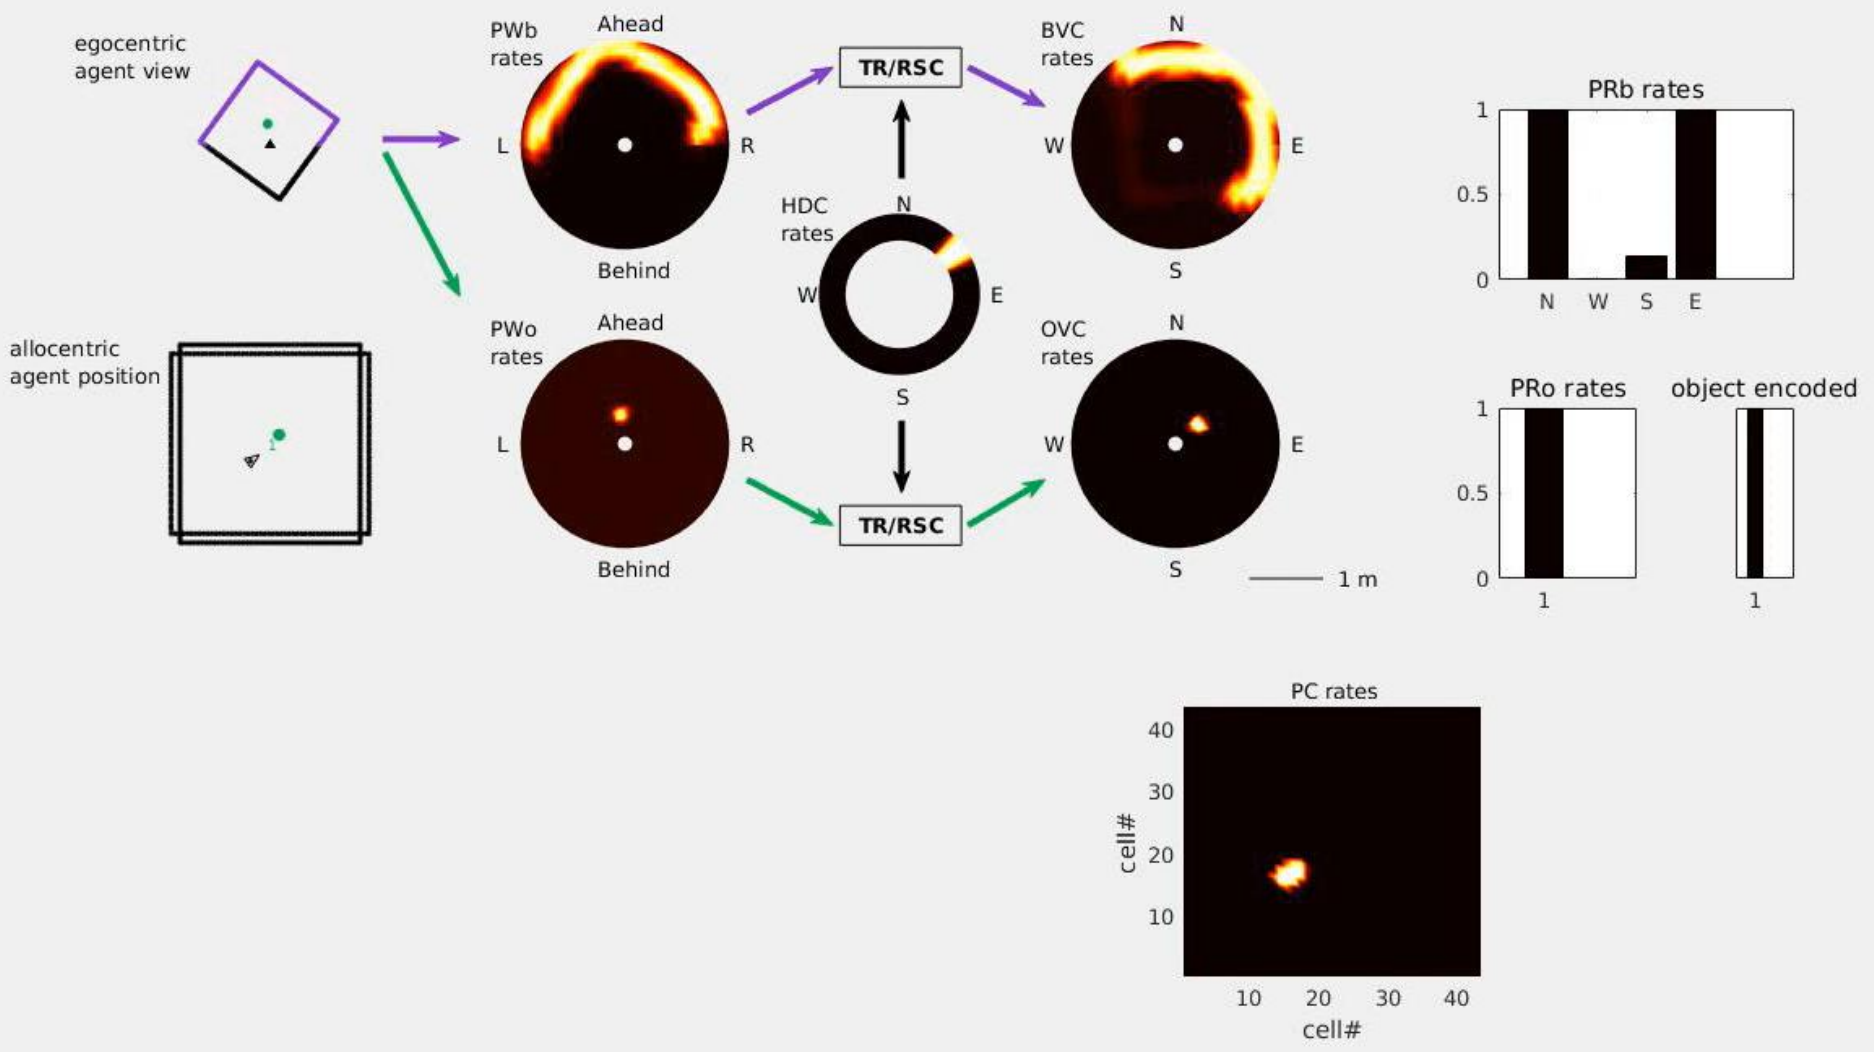 egocentric
agent view
PWb
rates
Ahead
L
R
Behind
TR/RSC
BVC
rates
N
W
E
S
PRb rates
1
0.5
0
N W S E
HDC
rates
N
W
E
S
allocentric
agent position
1
PWo
rates
Ahead
L
R
Behind
TR/RSC
OVC
rates
N
W
E
S
1 m
PRo rates
1
0.5
0
1
object encoded
1
PC rates
40
30
20
10
cell#
10 20 30 40
cell#